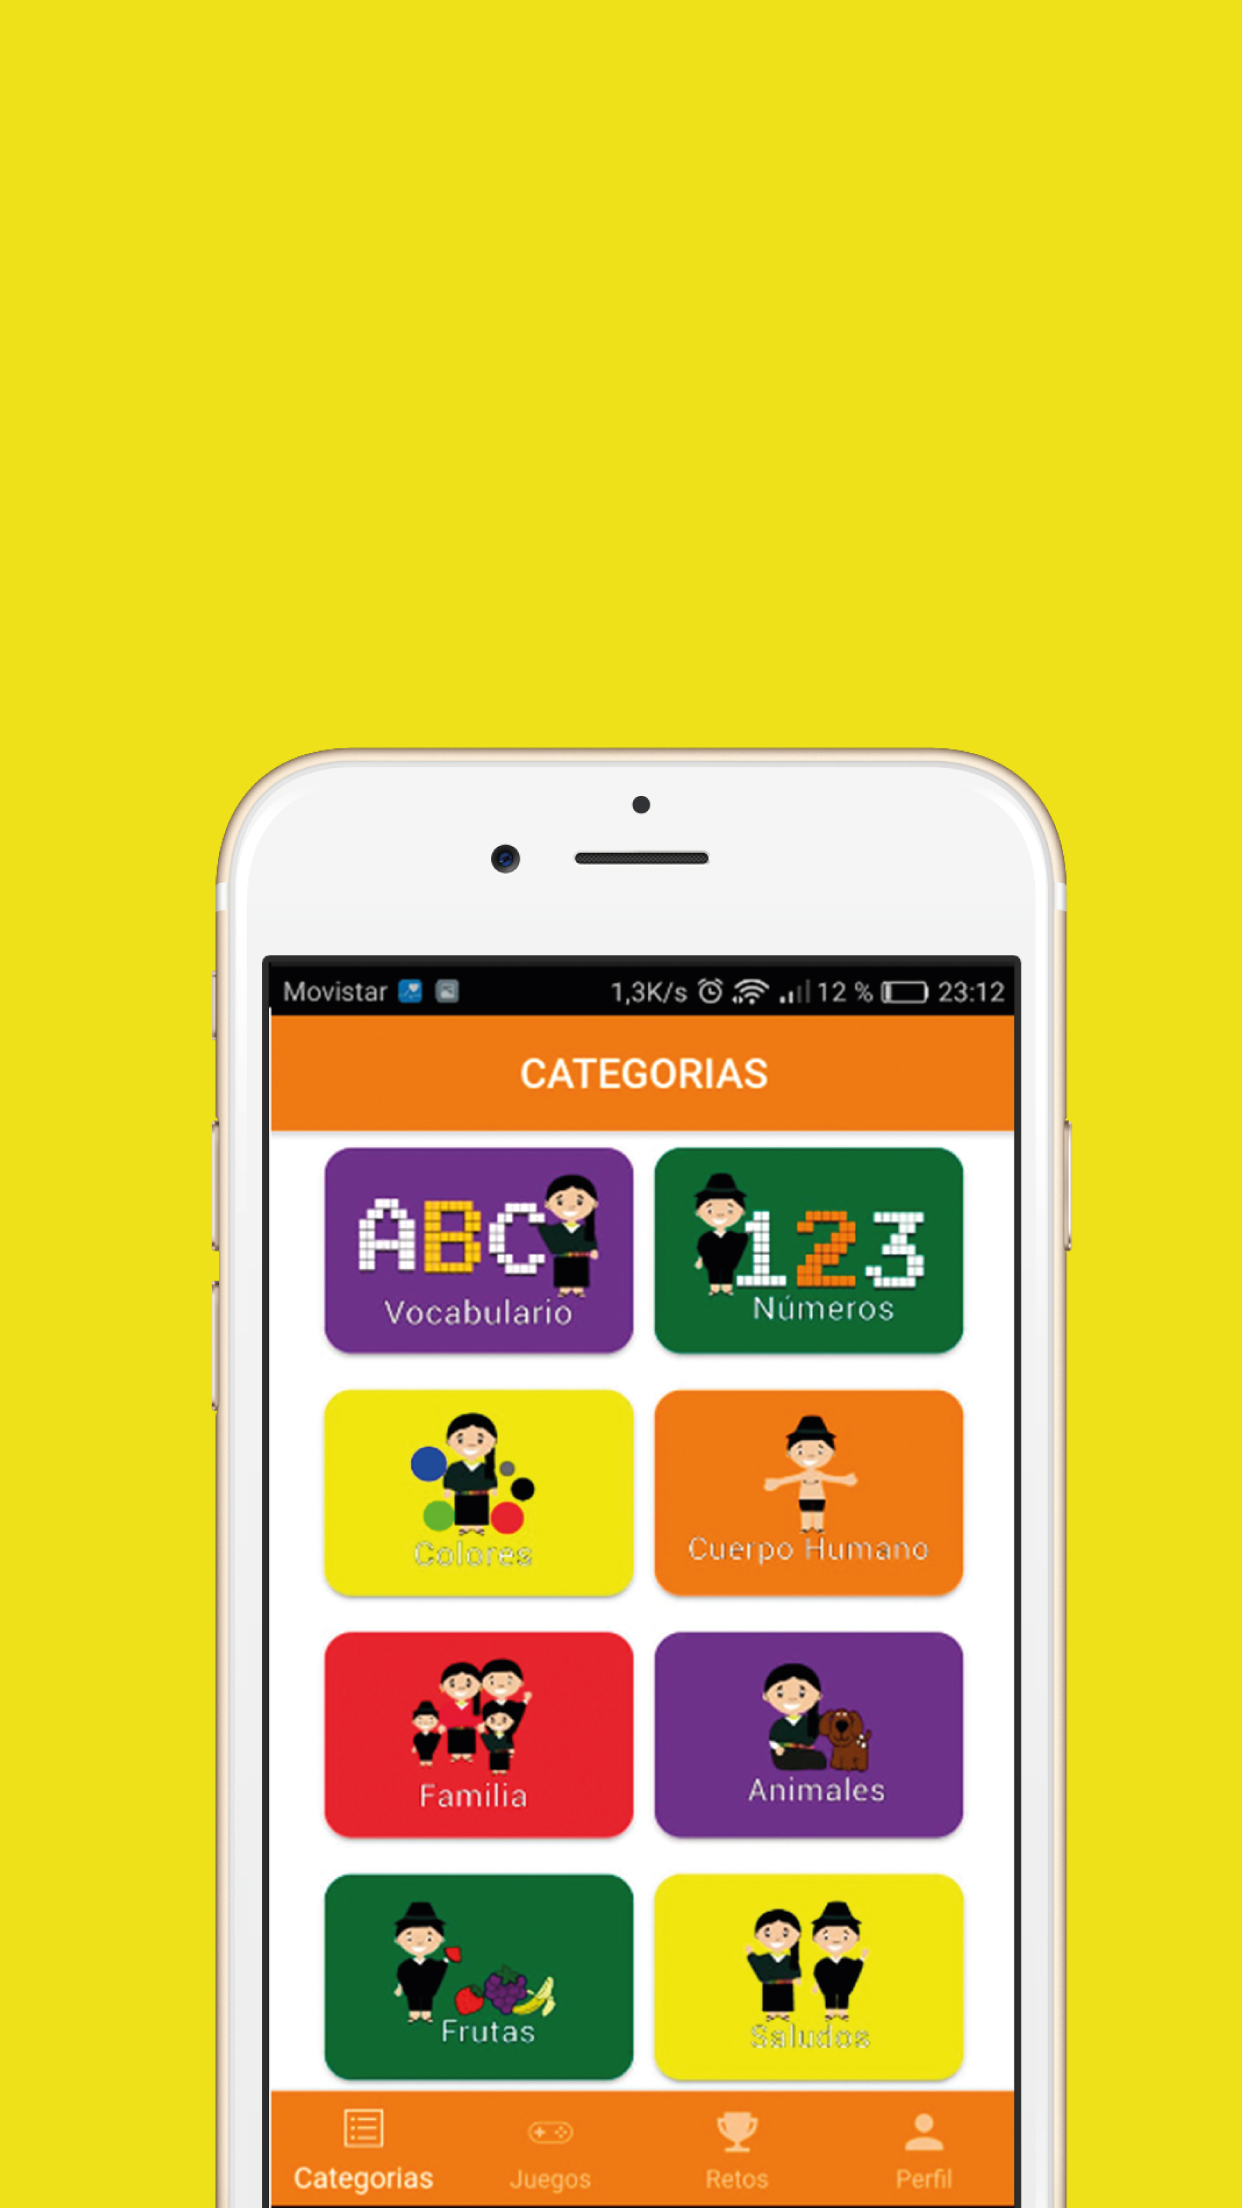 Movistar 1,3K/s 12 % 23:12
CATEGORIAS
ABC 123
Vocabulario Números
Colores Cuerpo Humano
Familia Animales
Frutas Saludos
Categorias Juegos Retos Perfil